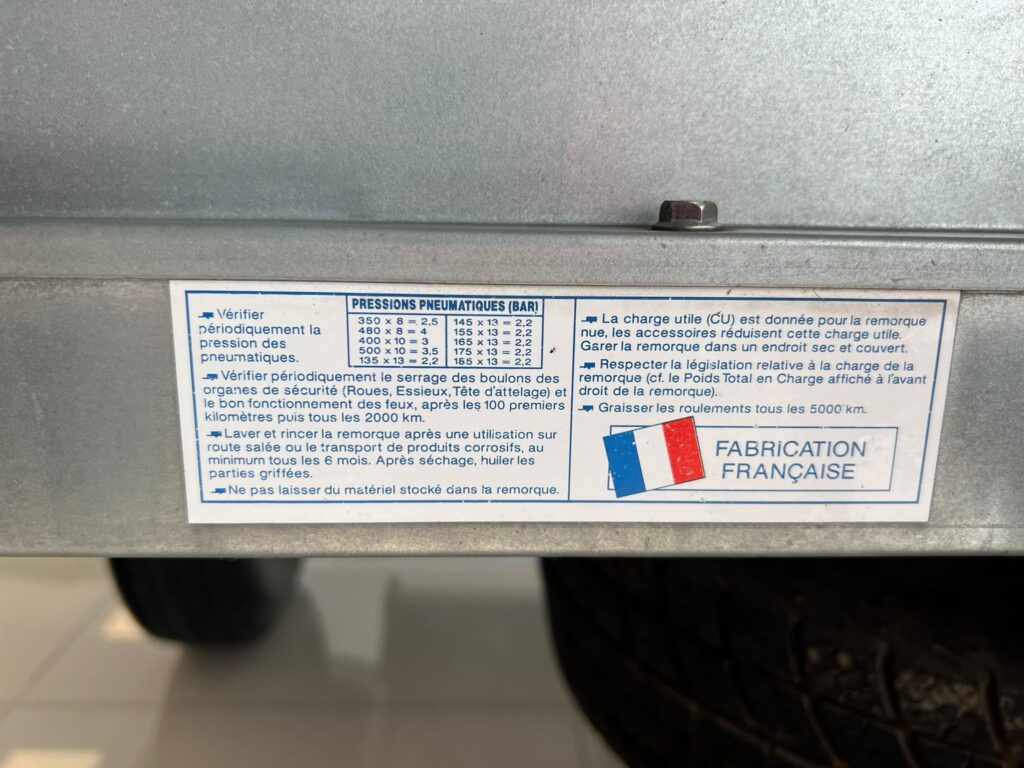 Vérifier
périodiquement la
pression des
pneumatiques.
PRESSIONS PNEUMATIQUES (BAR)
350 x 8 = 2,5 145 x 13 = 2,2
480 x 8 = 4 155 x 13 = 2,2
400 x 10 = 3 165 x 13 = 2,2
500 x 10 = 3,5 175 x 13 = 2,2
135 x 13 = 2,2 165 x 13 = 2,2
Vérifier périodiquement le serrage des boulons des
organes de sécurité (Roues, Essieux, Tête d'attelage) et
le bon fonctionnement des feux, après les 100 premiers
kilomètres puis tous les 2000 km.
Laver et rincer la remorque après une utilisation sur
route salée ou le transport de produits corrosifs, au
minimum tous les 6 mois. Après séchage, huiler les
parties griffées.
Ne pas laisser du matériel stocké dans la remorque.
La charge utile (CU) est donnée pour la remorque
nue, les accessoires réduisent cette charge utile.
Garer la remorque dans un endroit sec et couvert.
Respecter la législation relative à la charge de la
remorque (cf. le Poids Total en Charge affiché à l'avant
droit de la remorque).
Graisser les roulements tous les 5000 km.
FABRICATION
FRANÇAISE